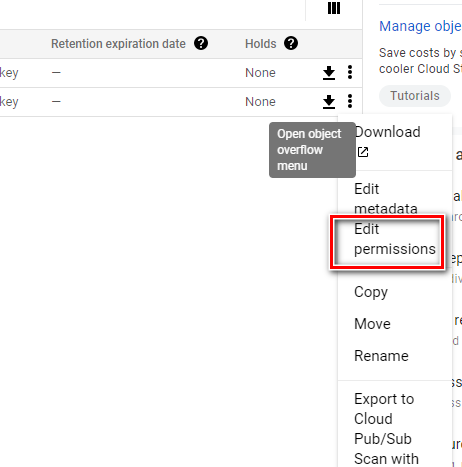 Manage obje
Retention expiration date ? Holds ?
Save costs by s
cooler Cloud St
key — None
Tutorials
key — None
Open object
overflow
menu
Download
Edit
metadata
Edit
permissions
Copy
Move
Rename
Export to
Cloud
Pub/Sub
Scan with